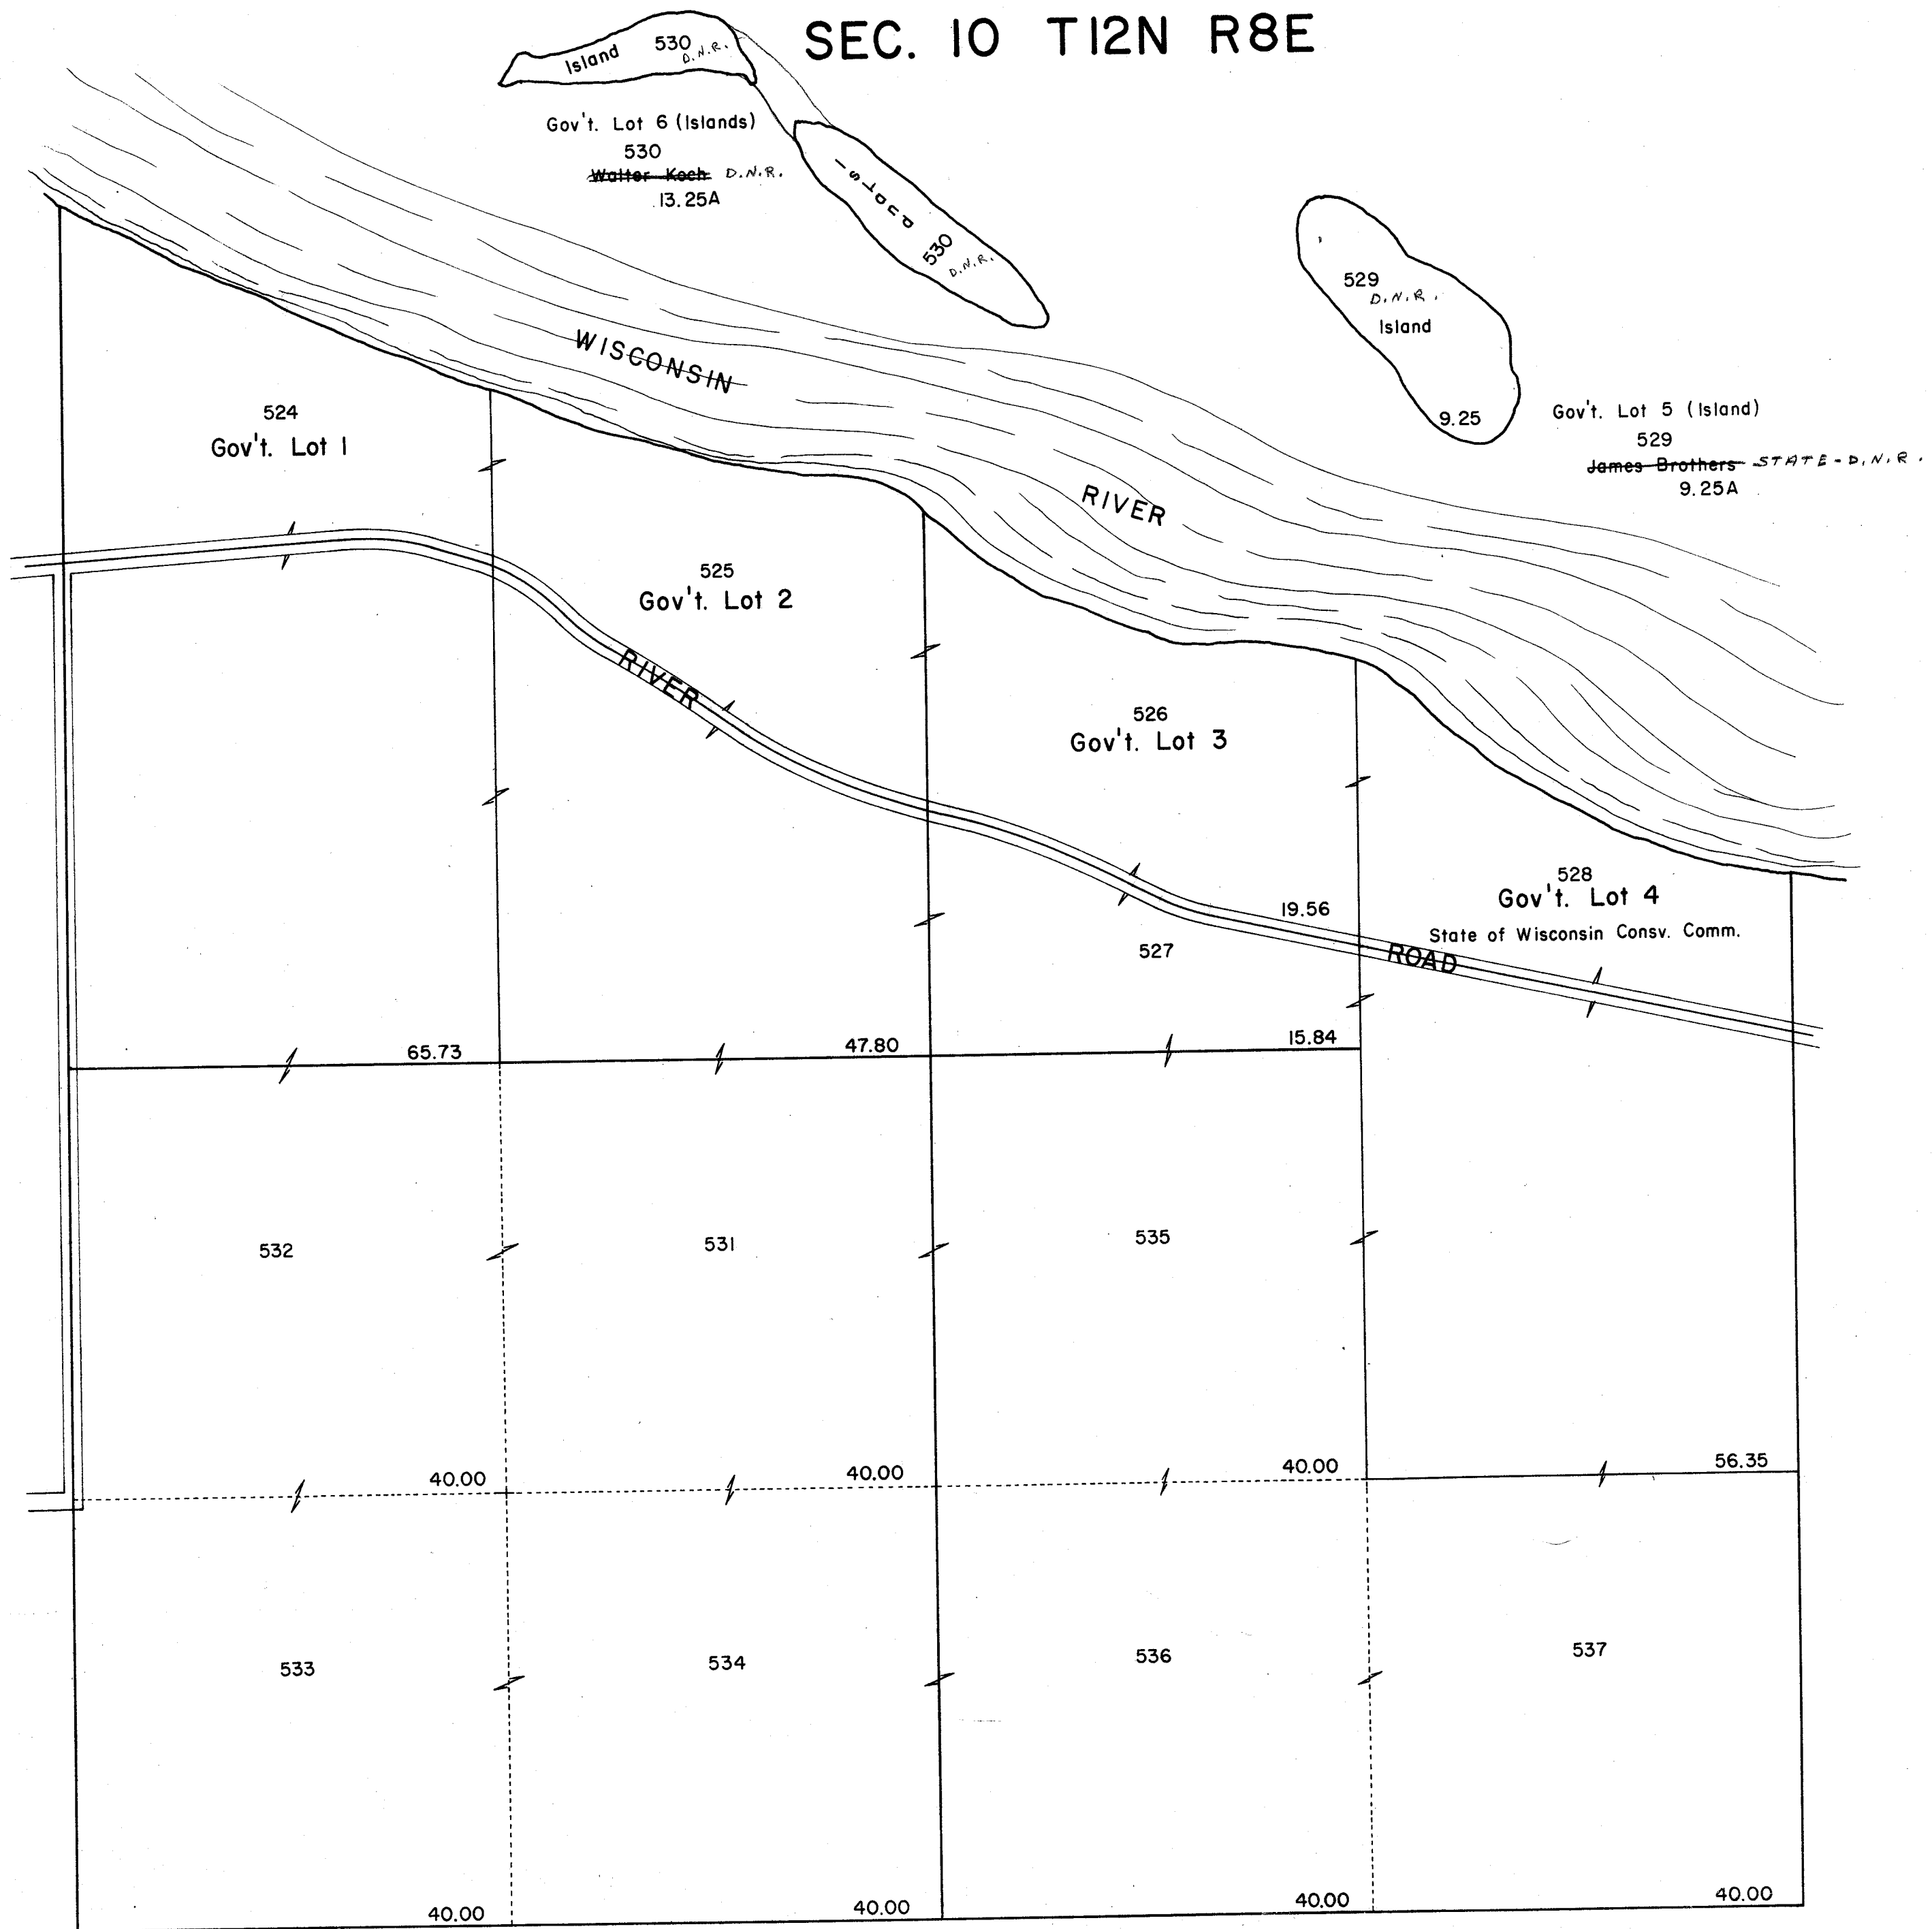 SEC. 10 T12N R8E
Island 530 D.N.R.
Gov't. Lot 6 (Islands)
530
Walter Koch D.N.R.
13.25A
Island 530 D.N.R.
529
D.N.R.
Island
9.25
Gov't. Lot 5 (Island)
529
James Brothers STATE-D.N.R.
9.25A
WISCONSIN
RIVER
524
Gov't. Lot 1
525
Gov't. Lot 2
RIVER
526
Gov't. Lot 3
19.56
527
528
Gov't. Lot 4
State of Wisconsin Consv. Comm.
ROAD
65.73
47.80
15.84
532
531
535
40.00
40.00
40.00
56.35
533
534
536
537
40.00
40.00
40.00
40.00